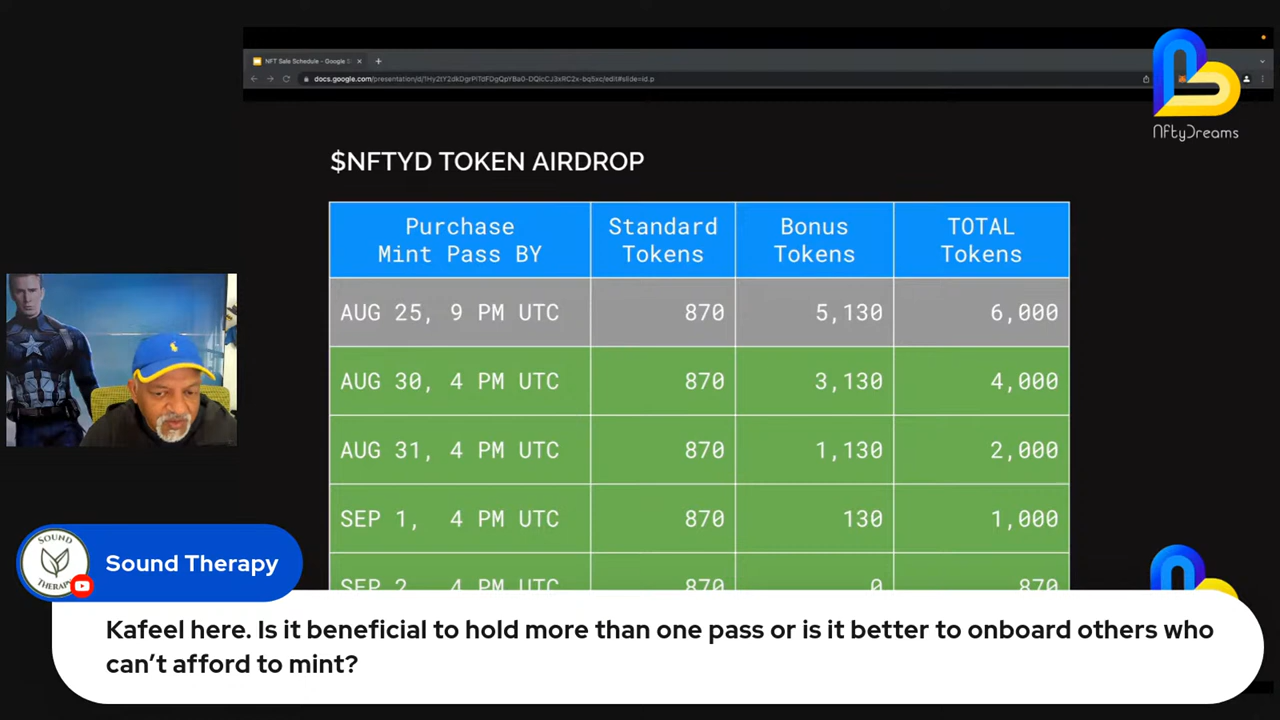 NFT Sale Schedule - Google S
docs.google.com/presentation/d/
NftyDreams
$NFTYD TOKEN AIRDROP
Purchase Mint Pass BY Standard Tokens Bonus Tokens TOTAL Tokens
AUG 25, 9 PM UTC 870 5,130 6,000
AUG 30, 4 PM UTC 870 3,130 4,000
AUG 31, 4 PM UTC 870 1,130 2,000
SEP 1, 4 PM UTC 870 130 1,000
SEP 2, 4 PM UTC 870 0 870
SOUND
THERAPY
Sound Therapy
Kafeel here. Is it beneficial to hold more than one pass or is it better to onboard others who
can’t afford to mint?